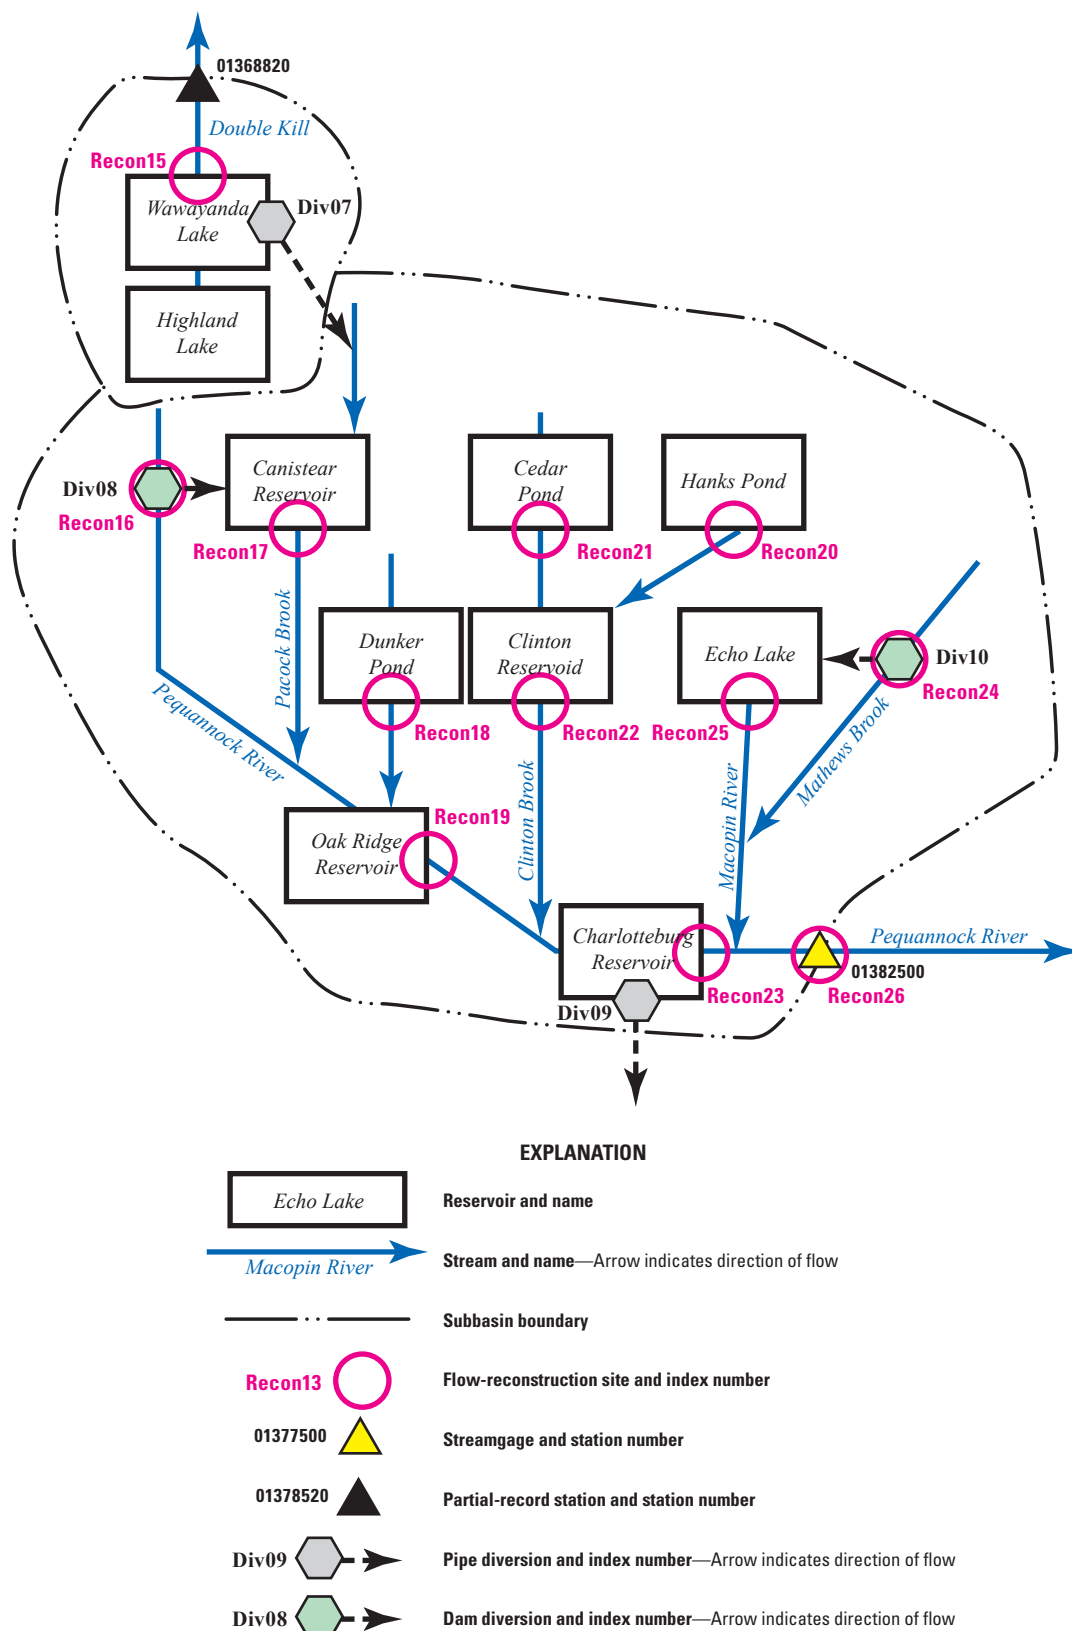 01368820
Double Kill
Recon15
Wawayanda
Lake
Div07
Highland
Lake
Canistear
Reservoir
Cedar
Pond
Hanks Pond
Div08
Recon16
Recon17
Recon21
Recon20
Pacock Brook
Dunker
Pond
Clinton
Reservoid
Echo Lake
Div10
Recon24
Pequannock River
Recon18
Recon22
Recon25
Mathews Brook
Clinton Brook
Macopin River
Oak Ridge
Reservoir
Recon19
Charlotteburg
Reservoir
Pequannock River
01382500
Recon23
Recon26
Div09
EXPLANATION
Echo Lake
Reservoir and name
Macopin River
Stream and name—Arrow indicates direction of flow
Subbasin boundary
Recon13
Flow-reconstruction site and index number
01377500
Streamgage and station number
01378520
Partial-record station and station number
Div09
Pipe diversion and index number—Arrow indicates direction of flow
Div08
Dam diversion and index number—Arrow indicates direction of flow